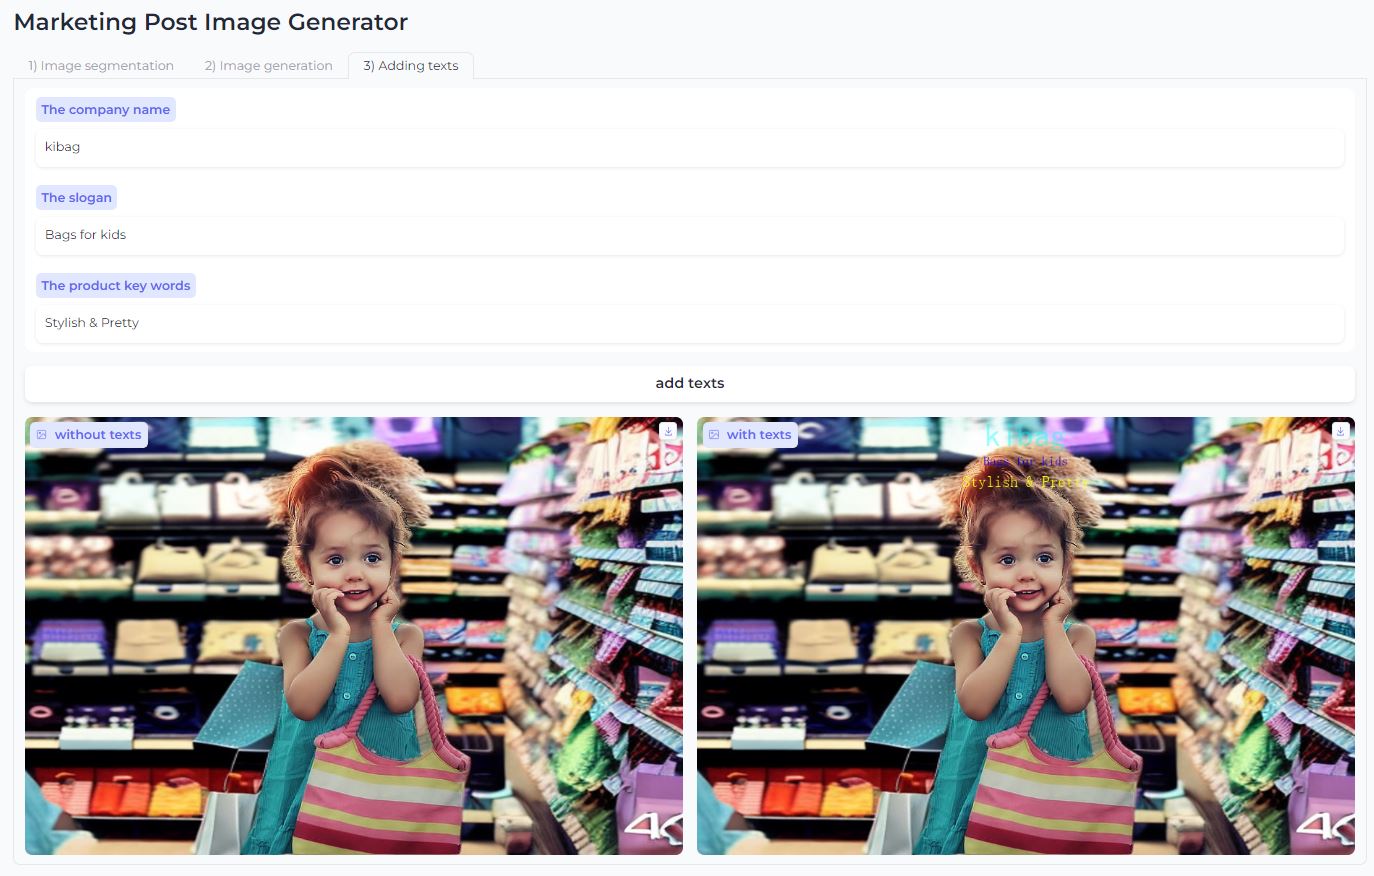 Marketing Post Image Generator
1) Image segmentation
2) Image generation
3) Adding texts
The company name
kibag
The slogan
Bags for kids
The product key words
Stylish & Pretty
add texts
without texts
with texts
kibag
Bags for kids
Stylish & Pretty